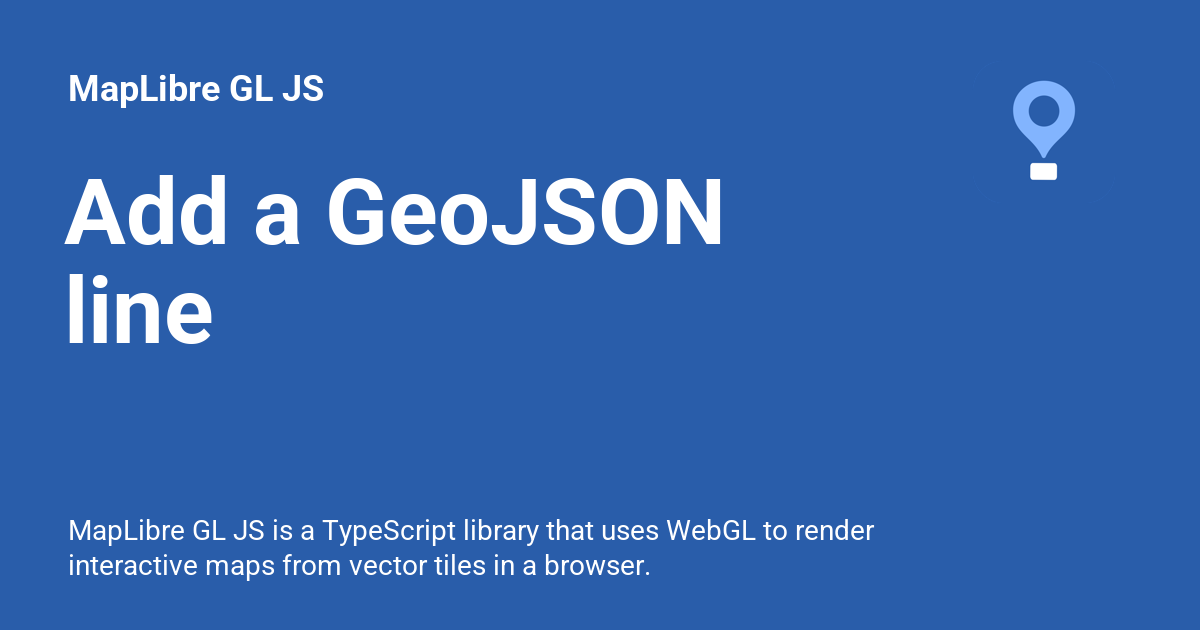 MapLibre GL JS
Add a GeoJSON
line
MapLibre GL JS is a TypeScript library that uses WebGL to render
interactive maps from vector tiles in a browser.